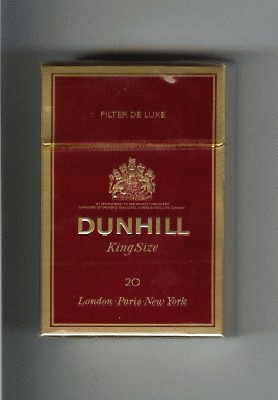 FILTER DE LUXE
DUNHILL
King Size
20
London-Paris-New York